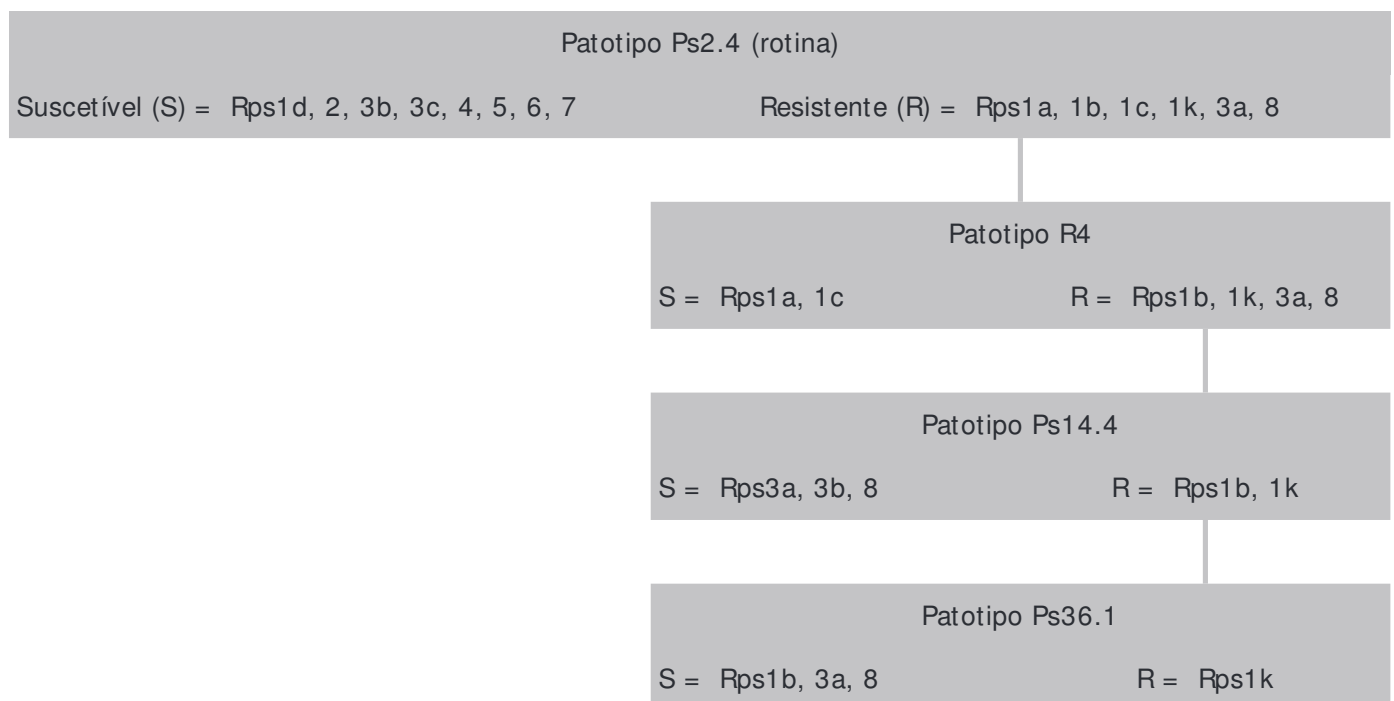 Patotipo Ps2.4 (rotina)
Suscetível (S) = Rps1d, 2, 3b, 3c, 4, 5, 6, 7 Resistente (R) = Rps1a, 1b, 1c, 1k, 3a, 8
Patotipo R4
S = Rps1a, 1c R = Rps1b, 1k, 3a, 8
Patotipo Ps14.4
S = Rps3a, 3b, 8 R = Rps1b, 1k
Patotipo Ps36.1
S = Rps1b, 3a, 8 R = Rps1k